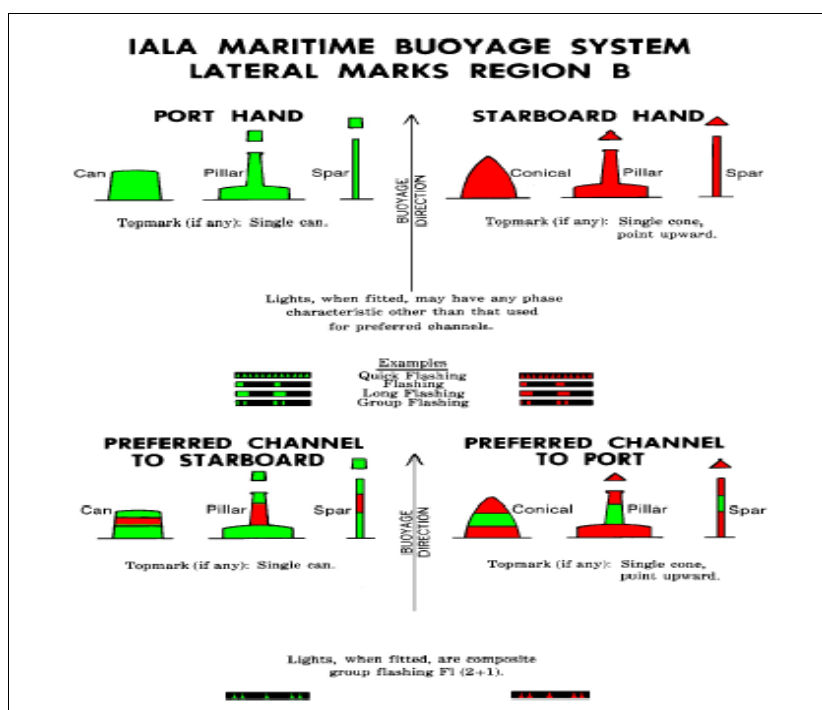 IALA MARITIME BUOYAGE SYSTEM
LATERAL MARKS REGION B
PORT HAND
STARBOARD HAND
Can
Pillar
Spar
Conical
Pillar
Spar
BUOYAGE
DIRECTION
Topmark (if any): Single can.
Topmark (if any): Single cone,
point upward.
Lights, when fitted, may have any phase
characteristic other than that used
for preferred channels.
Examples
Quick Flashing
Flashing
Long Flashing
Group Flashing
PREFERRED CHANNEL
TO STARBOARD
PREFERRED CHANNEL
TO PORT
Can
Pillar
Spar
Conical
Pillar
Spar
BUOYAGE
DIRECTION
Topmark (if any): Single can.
Topmark (if any): Single cone,
point upward.
Lights, when fitted, are composite
group flashing Fl (2+1).